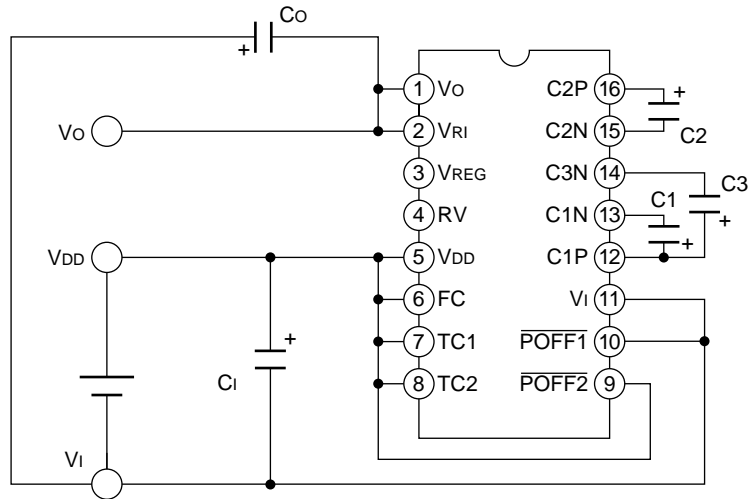 CO
+
1 VO C2P 16
+
VO
2 VRI C2N 15
C2
3 VREG C3N 14
C3
C1
4 RV C1N 13
+
+
VDD
5 VDD C1P 12
6 FC VI 11
+
7 TC1 POFF1 10
CI
8 TC2 POFF2 9
VI